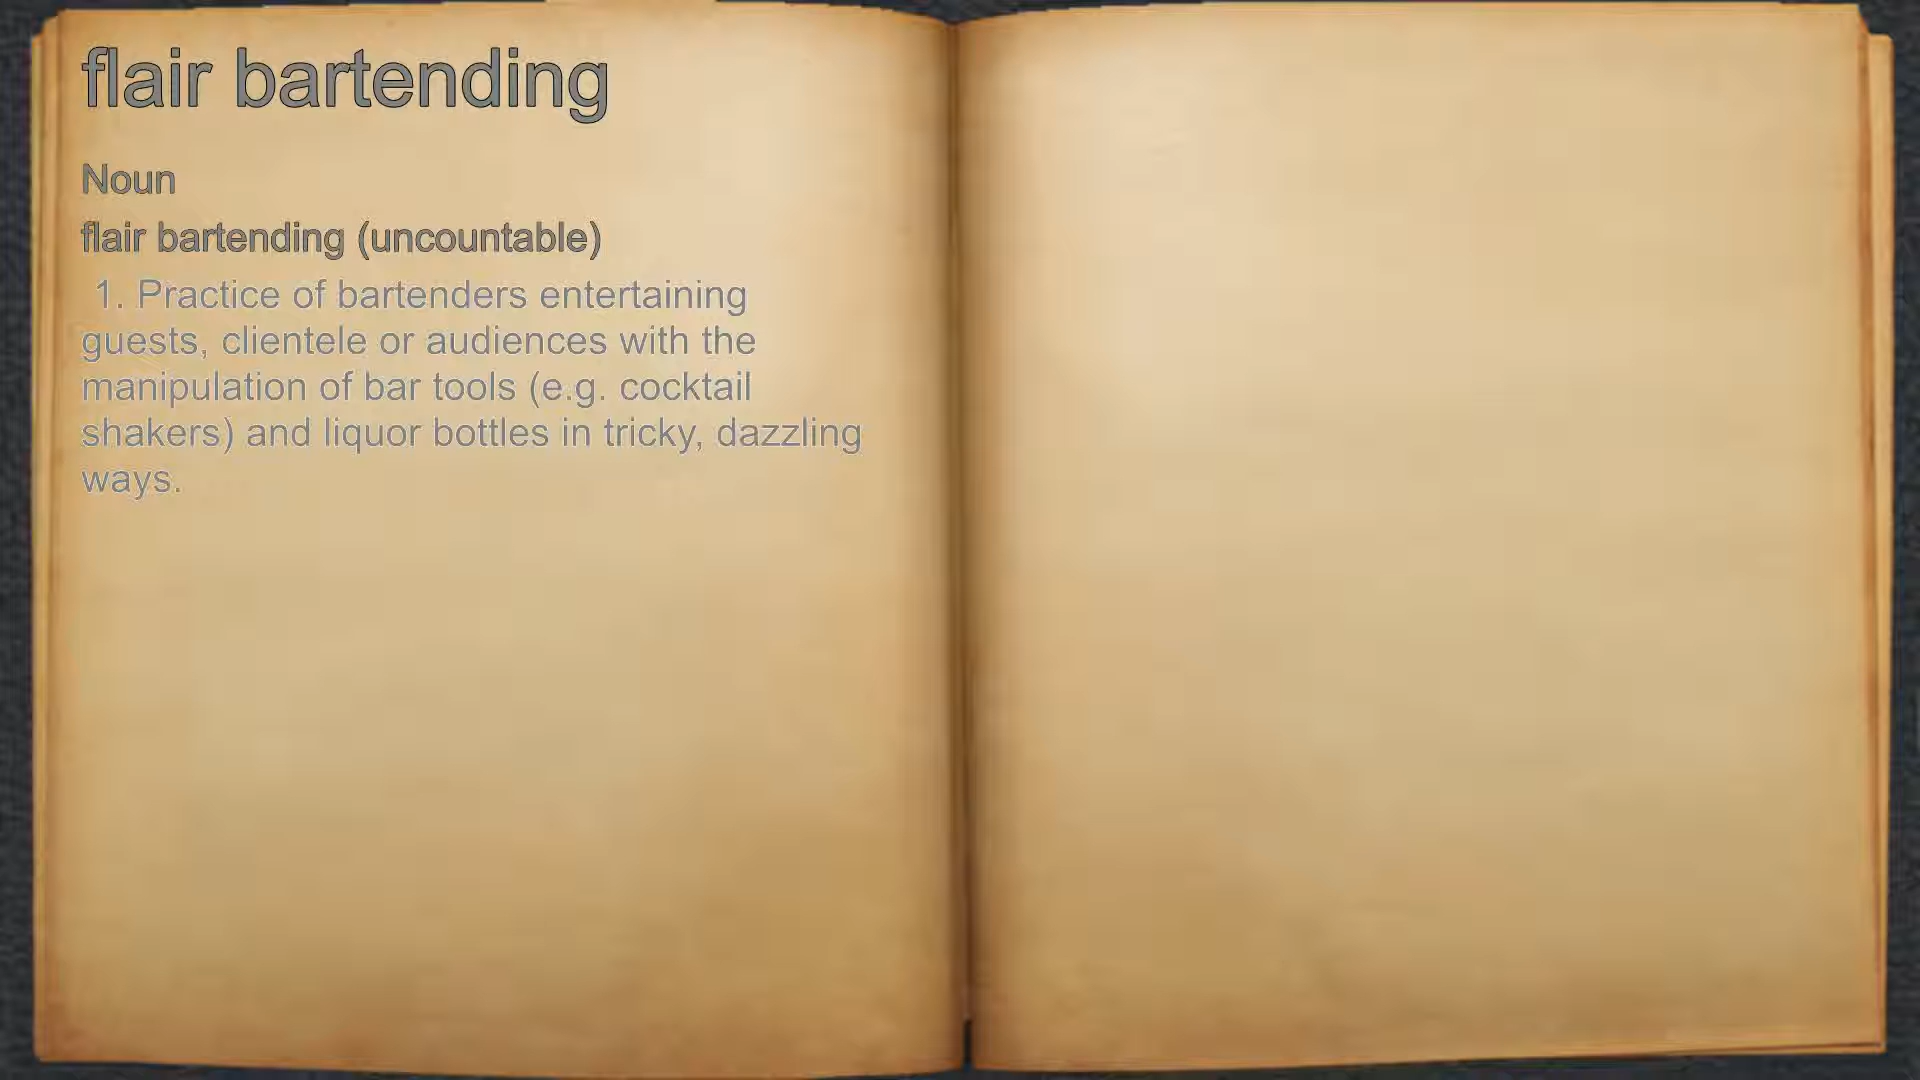 flair bartending
Noun
flair bartending (uncountable)
1. Practice of bartenders entertaining
guests, clientele or audiences with the
manipulation of bar tools (e.g. cocktail
shakers) and liquor bottles in tricky, dazzling
ways.